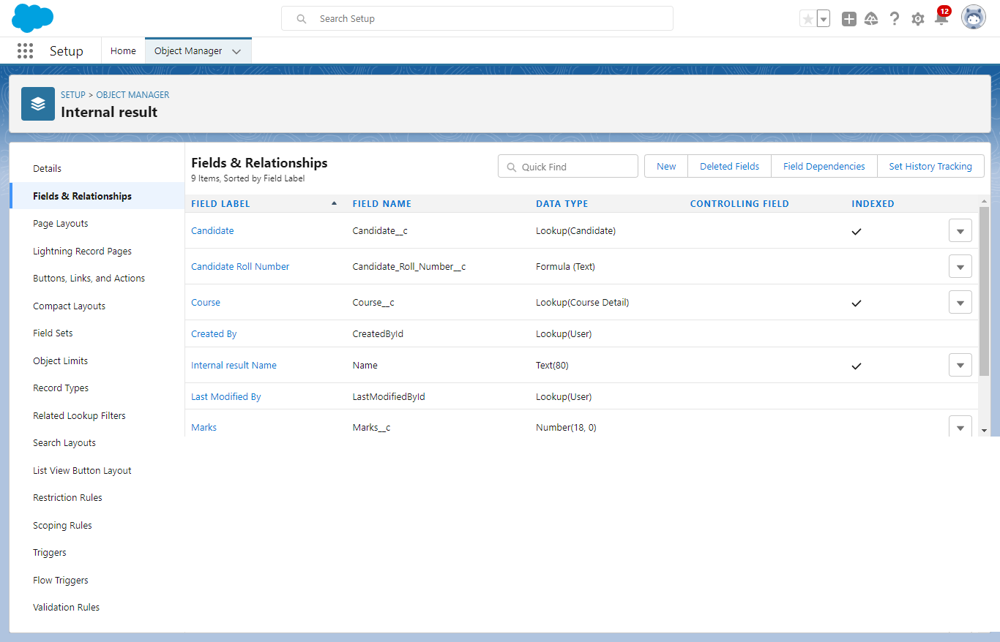 Search Setup
12
Setup
Home
Object Manager
SETUP > OBJECT MANAGER
Internal result
Details
Fields & Relationships
Page Layouts
Lightning Record Pages
Buttons, Links, and Actions
Compact Layouts
Field Sets
Object Limits
Record Types
Related Lookup Filters
Search Layouts
List View Button Layout
Restriction Rules
Scoping Rules
Triggers
Flow Triggers
Validation Rules
Fields & Relationships
9 Items, Sorted by Field Label
Quick Find
New
Deleted Fields
Field Dependencies
Set History Tracking
FIELD LABEL FIELD NAME DATA TYPE CONTROLLING FIELD INDEXED
Candidate Candidate__c Lookup(Candidate)
Candidate Roll Number Candidate_Roll_Number__c Formula (Text)
Course Course__c Lookup(Course Detail)
Created By CreatedById Lookup(User)
Internal result Name Name Text(80)
Last Modified By LastModifiedById Lookup(User)
Marks Marks__c Number(18, 0)